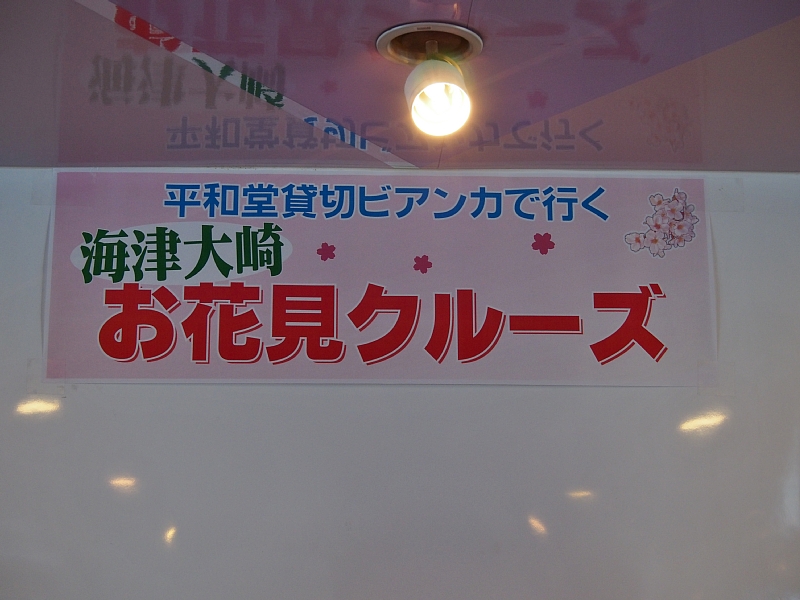 平和堂貸切ビアンカで行く
海津大崎
お花見クルーズ